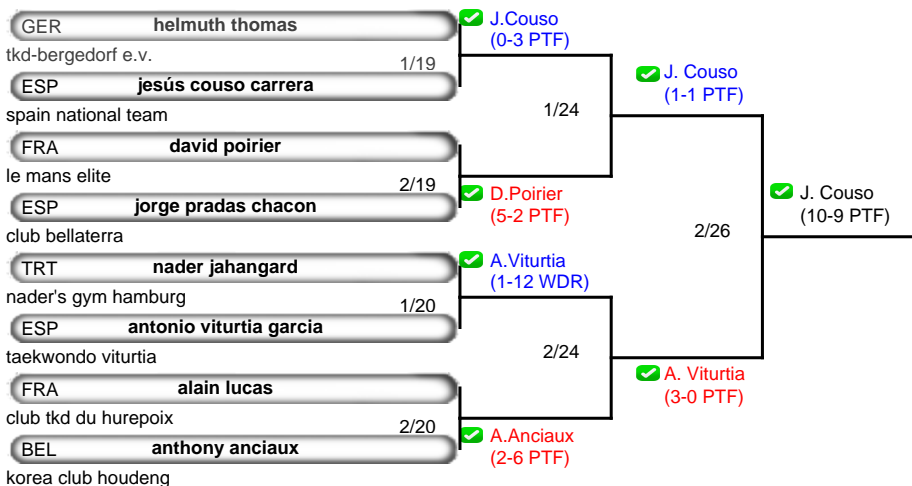 GER helmuth thomas
tkd-bergedorf e.v.
1/19
ESP jesús couso carrera
spain national team
FRA david poirier
le mans elite
2/19
ESP jorge pradas chacon
club bellaterra
TRT nader jahangard
nader's gym hamburg
1/20
ESP antonio viturtia garcia
taekwondo viturtia
FRA alain lucas
club tkd du hurepoix
2/20
BEL anthony anciaux
korea club houdeng
J.Couso
(0-3 PTF)
D.Poirier
(5-2 PTF)
A.Viturtia
(1-12 WDR)
A.Anciaux
(2-6 PTF)
1/24
2/24
J. Couso
(1-1 PTF)
A. Viturtia
(3-0 PTF)
2/26
J. Couso
(10-9 PTF)